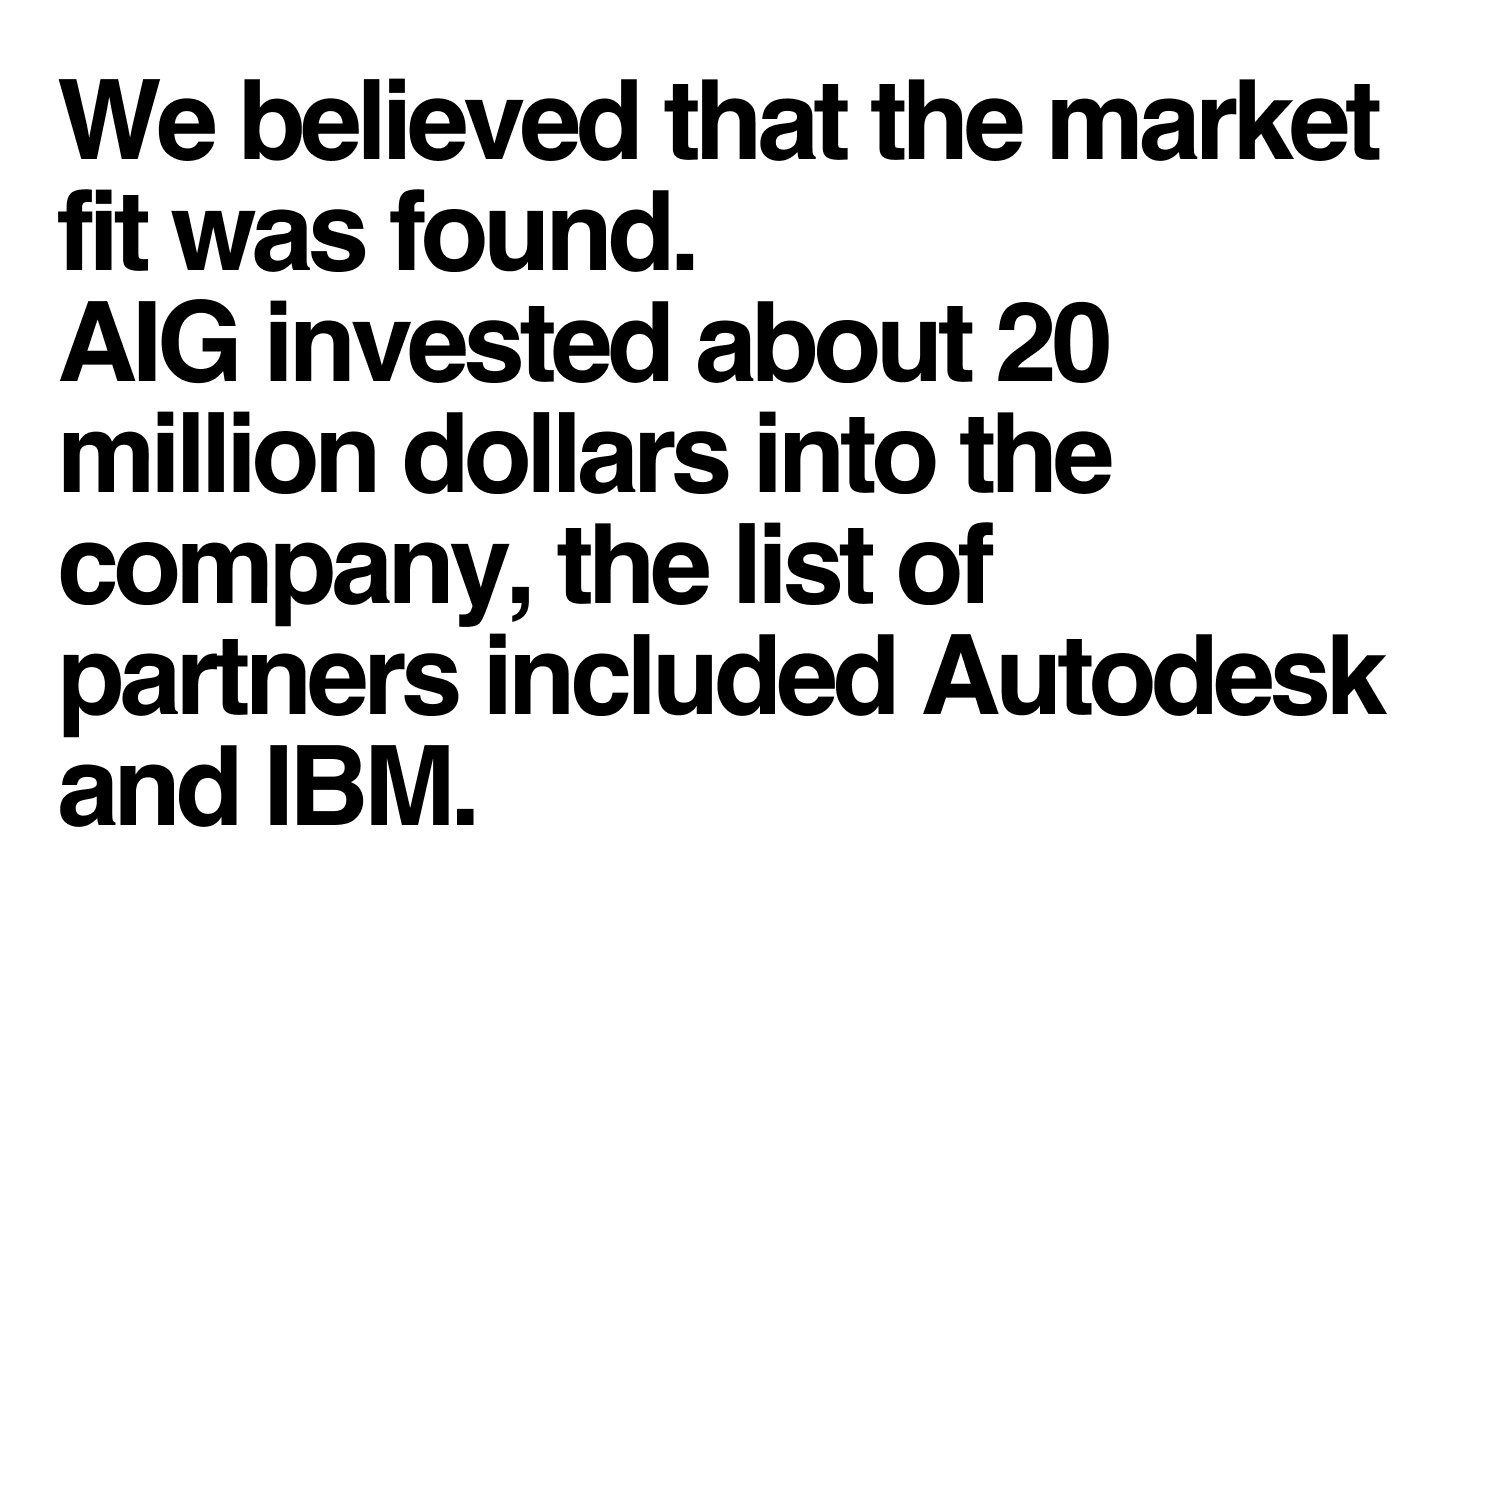 We believed that the market
fit was found.
AIG invested about 20
million dollars into the
company, the list of
partners included Autodesk
and IBM.